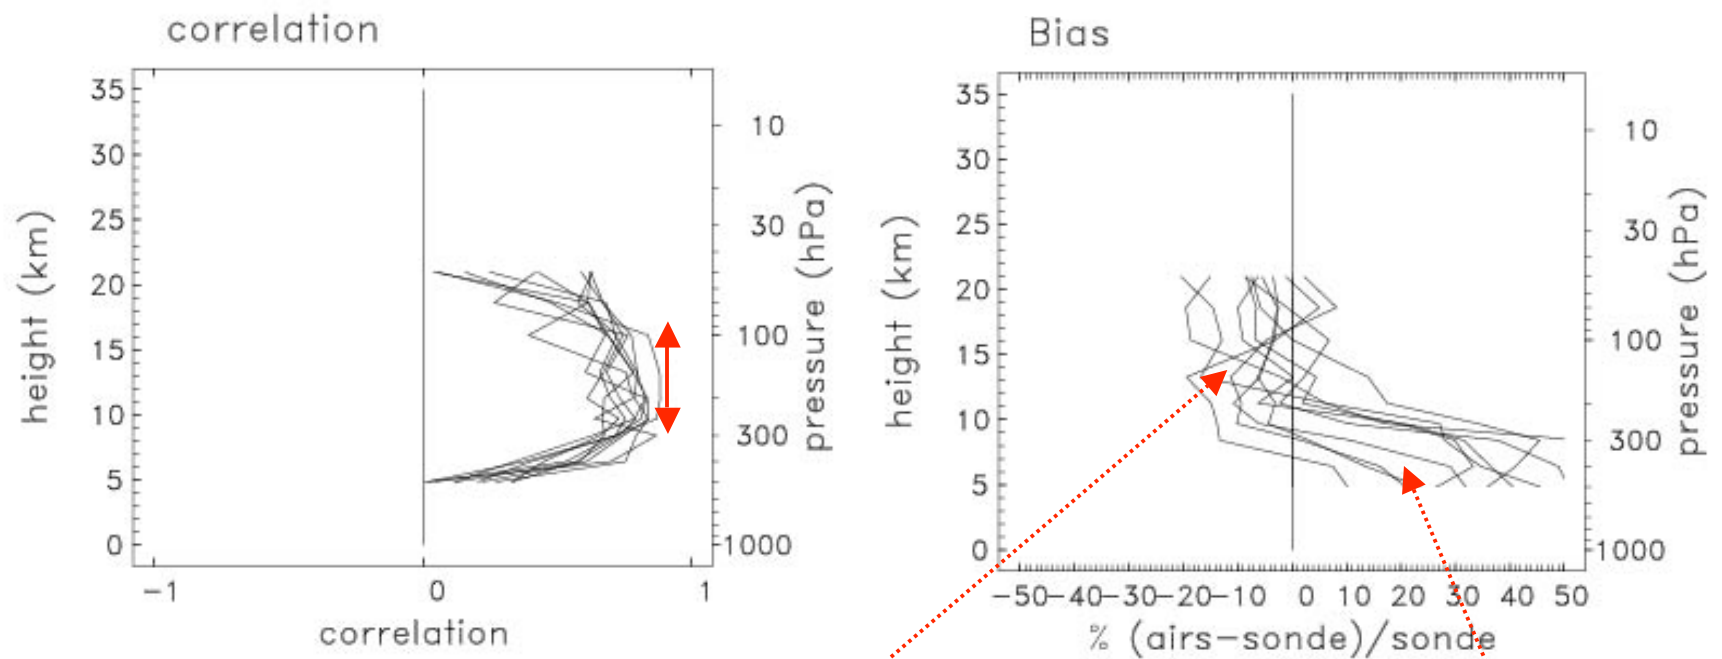 correlation
35
30
25
20
15
10
5
0
height (km)
10
30
100
300
1000
pressure (hPa)
-1 0 1
correlation
Bias
35
30
25
20
15
10
5
0
height (km)
10
30
100
300
1000
pressure (hPa)
-50-40-30-20-10 0 10 20 30 40 50
% (airs-sonde)/sonde